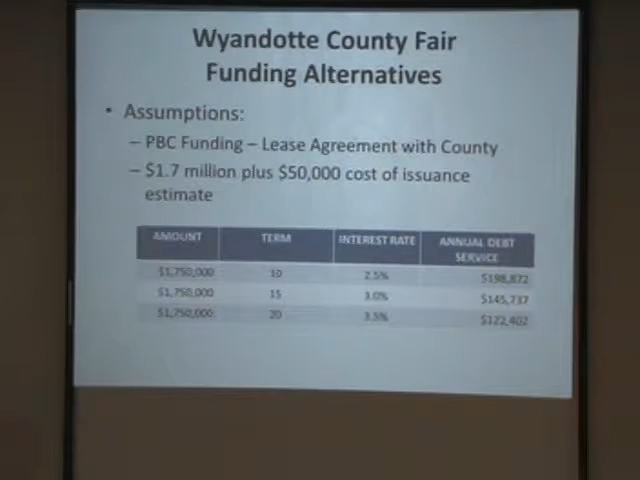 Wyandotte County Fair
Funding Alternatives
• Assumptions:
– PBC Funding – Lease Agreement with County
– $1.7 million plus $50,000 cost of issuance
estimate
AMOUNT TERM INTEREST RATE ANNUAL DEBT SERVICE
$1,750,000 10 2.5% $198,872
$1,750,000 15 3.0% $145,737
$1,750,000 20 3.5% $122,402